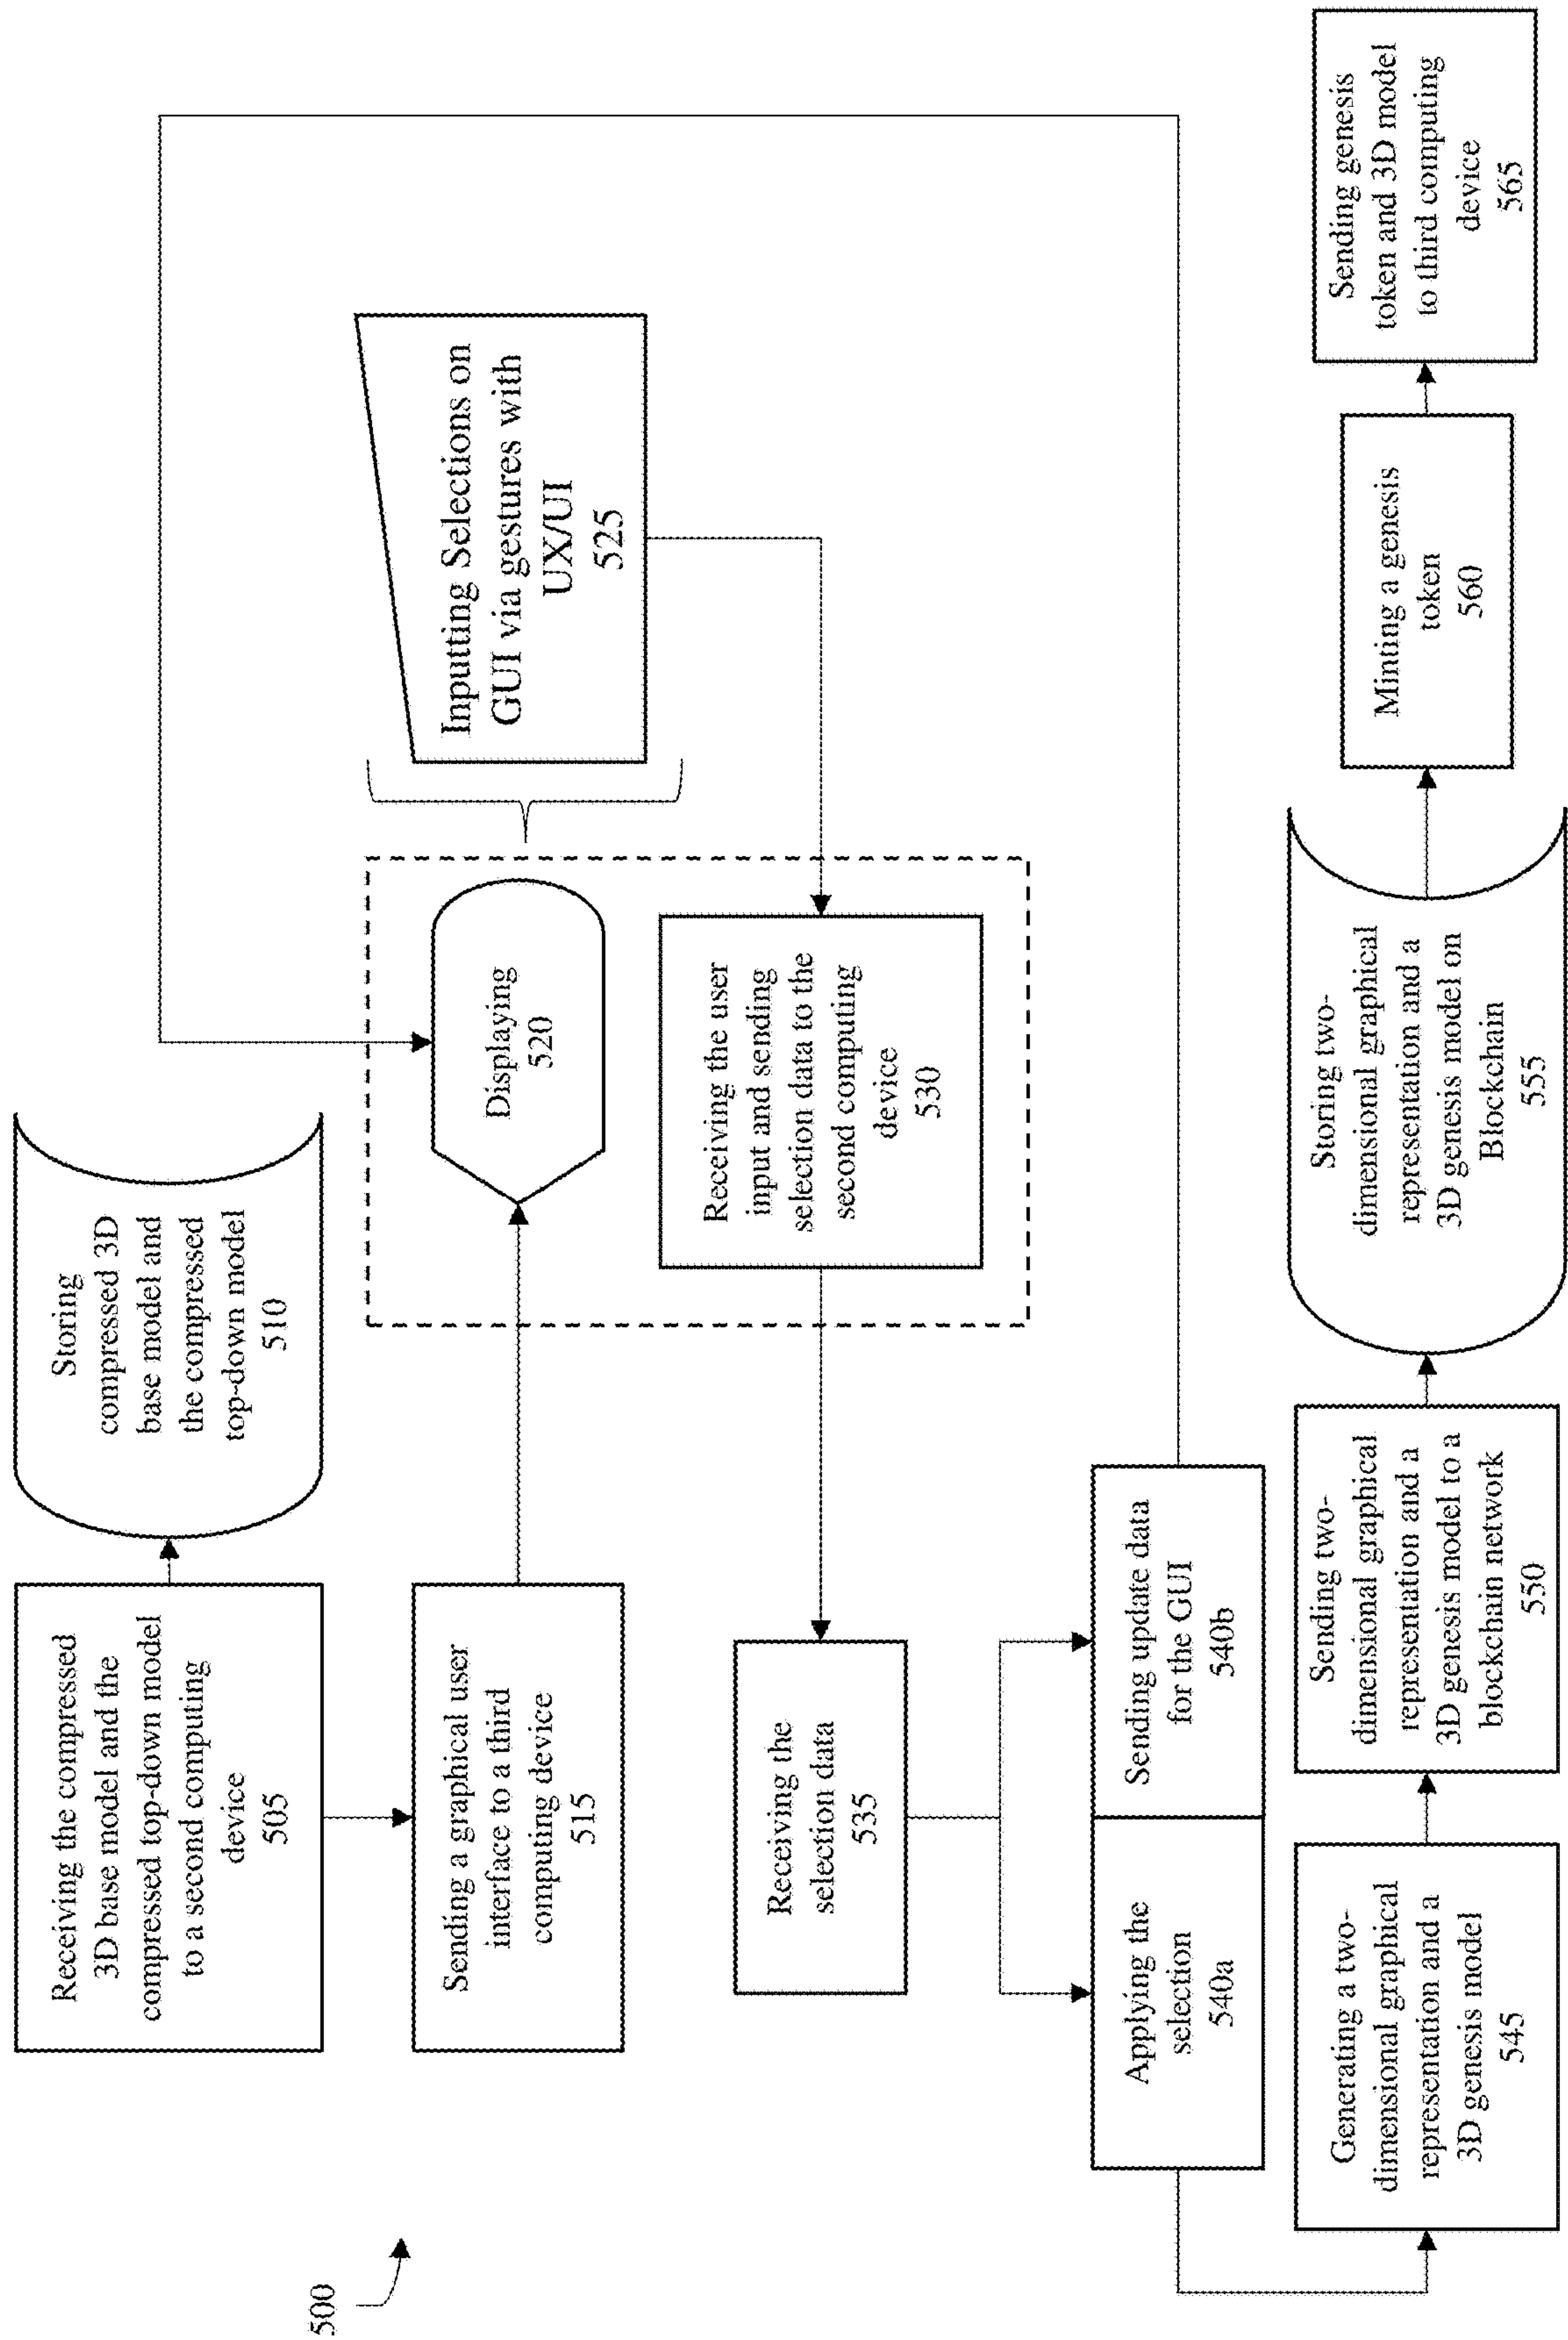 500
Receiving the compressed
3D base model and the
compressed top-down model
to a second computing
device
505
Storing
compressed 3D
base model and
the compressed
top-down model
510
Sending a graphical user
interface to a third
computing device
515
Displaying
520
Inputting Selections on
GUI via gestures with
UX/UI
525
Receiving the user
input and sending
selection data to the
second computing
device
530
Receiving the
selection data
535
Applying the
selection
540a
Sending update data
for the GUI
540b
Generating a two-
dimensional graphical
representation and a
3D genesis model
545
Sending two-
dimensional graphical
representation and a
3D genesis model to a
blockchain network
550
Storing two-
dimensional graphical
representation and a
3D genesis model on
Blockchain
555
Minting a genesis
token
560
Sending genesis
token and 3D model
to third computing
device
565